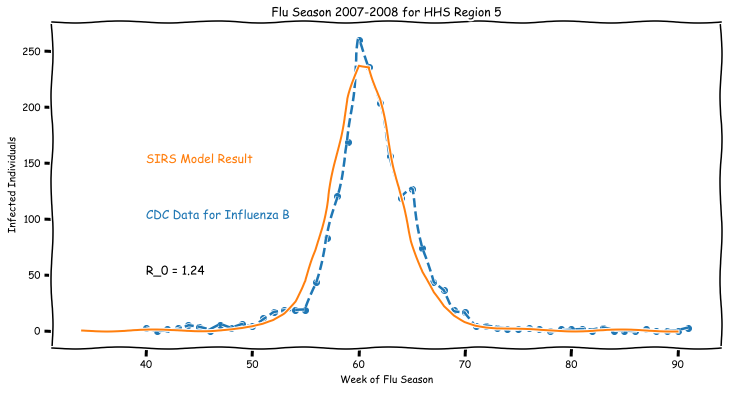 Flu Season 2007-2008 for HHS Region 5
Infected Individuals
250
200
150
100
50
0
SIRS Model Result
CDC Data for Influenza B
R_0 = 1.24
40
50
60
70
80
90
Week of Flu Season